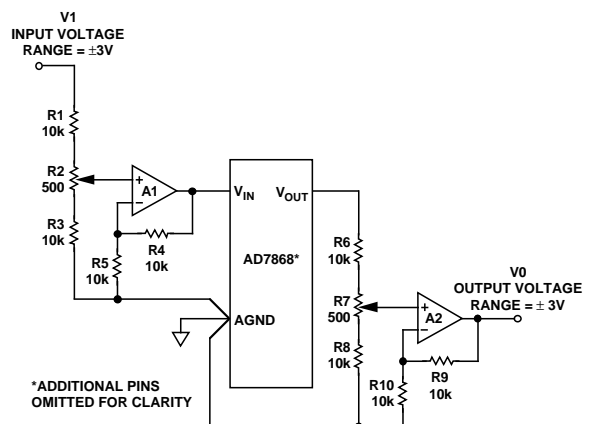 V1
INPUT VOLTAGE
RANGE = ±3V
R1
10k
R2
500
R3
10k
A1
+
–
R4
10k
R5
10k
VIN
VOUT
AD7868*
AGND
R6
10k
R7
500
R8
10k
V0
OUTPUT VOLTAGE
RANGE = ± 3V
+
–
A2
R9
10k
R10
10k
*ADDITIONAL PINS
OMITTED FOR CLARITY